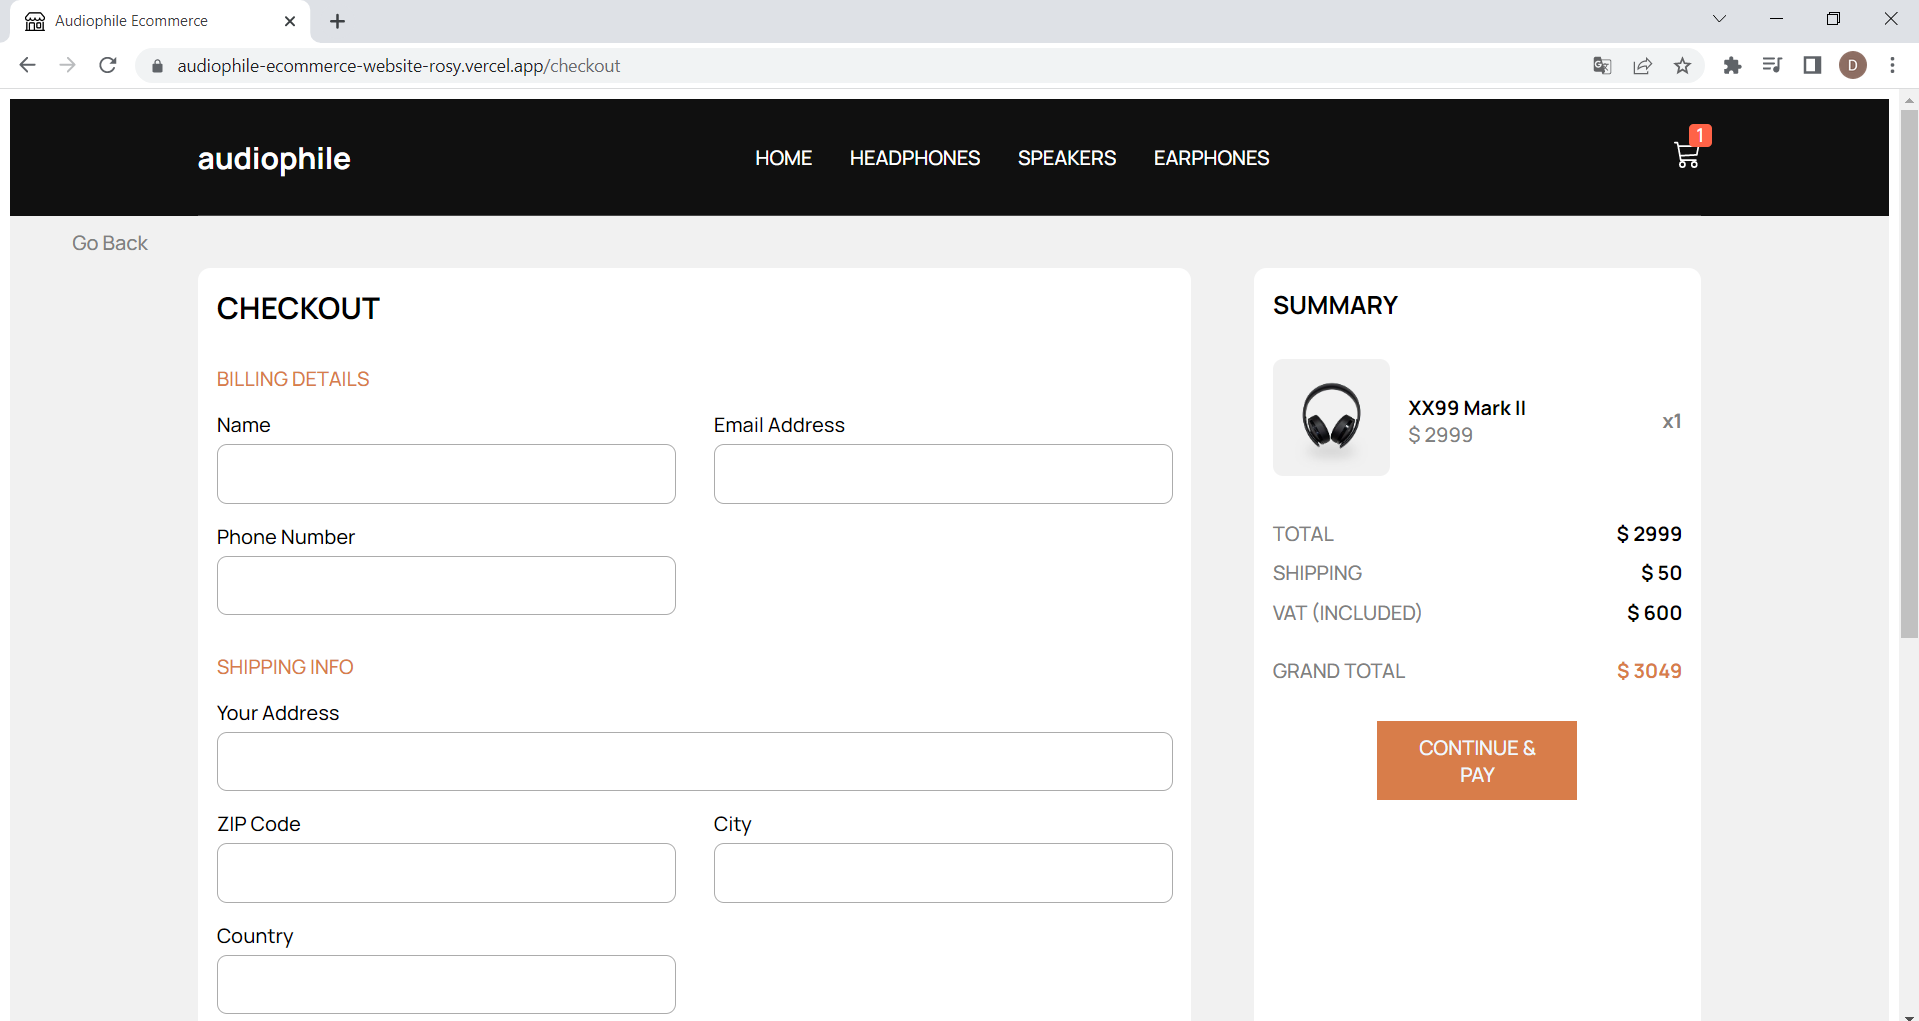 Audiophile Ecommerce
audiophile-ecommerce-website-rosy.vercel.app/checkout
D
audiophile
HOME
HEADPHONES
SPEAKERS
EARPHONES
1
Go Back
CHECKOUT
BILLING DETAILS
Name
Email Address
Phone Number
SHIPPING INFO
Your Address
ZIP Code
City
Country
SUMMARY
XX99 Mark II
$ 2999
x1
TOTAL $ 2999
SHIPPING $ 50
VAT (INCLUDED) $ 600
GRAND TOTAL $ 3049
CONTINUE &
PAY